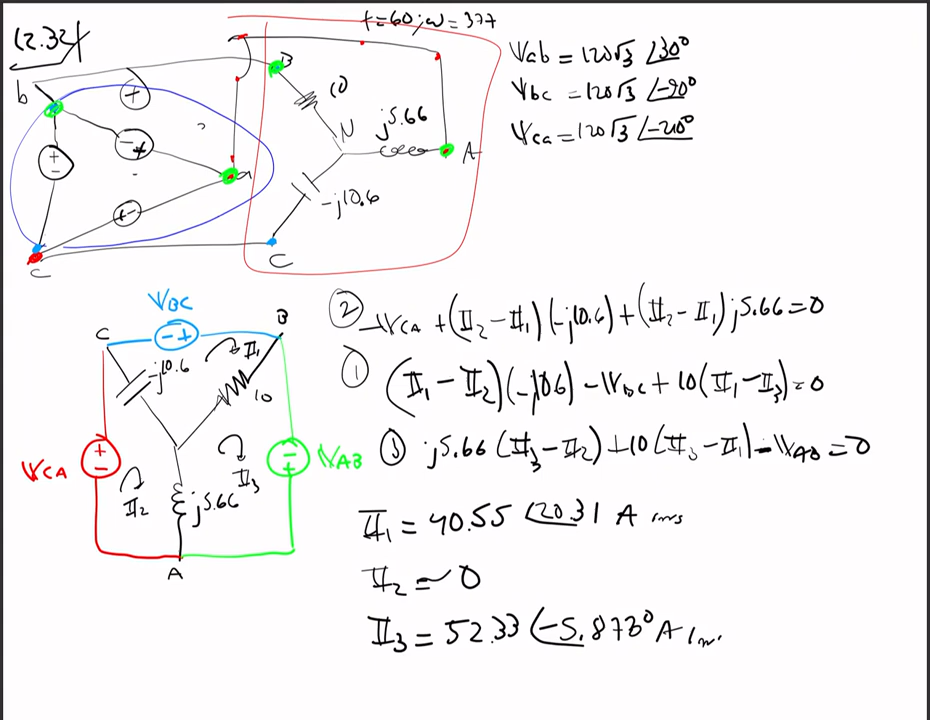 12.32
f=60; ω = 377
Vab = 120√3 ∠30°
Vbc = 120√3 ∠-90°
Vca = 120√3 ∠-210°
b
B
10
N
j5.66
A
a
-j10.6
c
C
VBC
C
B
-j10.6
I1
10
VCA
VAB
I2
I3
j5.66
A
② -VCA + (I2 - I1)(-j10.6) + (I2 - I1) j5.66 = 0
① (I1 - I2)(-j10.6) - VBC + 10(I1 - I3) = 0
③ j5.66 (I3 - I2) + 10 (I3 - I1) - VAB = 0
I1 = 40.55 ∠20.31 A rms
I2 = 0
I3 = 52.33 ∠-5.873° A